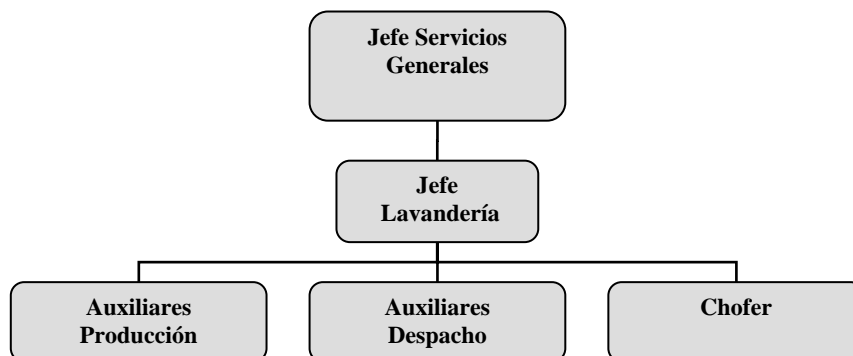 Jefe Servicios
Generales
Jefe
Lavandería
Auxiliares
Producción
Auxiliares
Despacho
Chofer